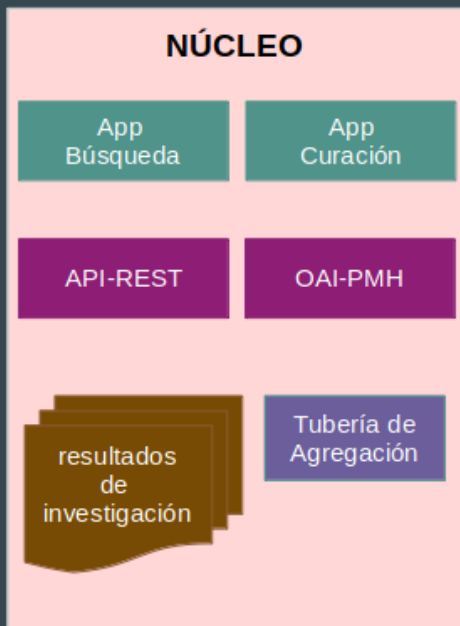 NÚCLEO
App
Búsqueda
App
Curación
API-REST
OAI-PMH
resultados
de
investigación
Tubería de
Agregación